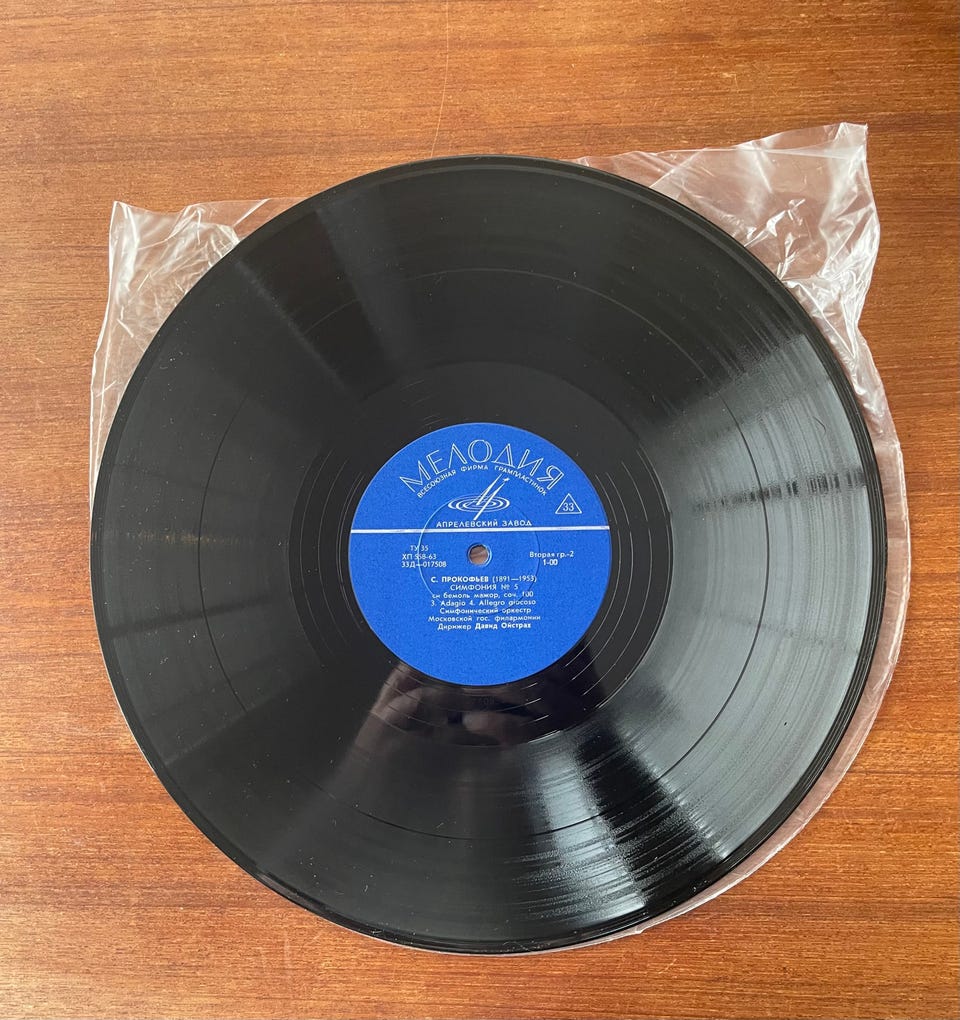 МЕЛОДИЯ
ВСЕСОЮЗНАЯ ФИРМА ГРАМПЛАСТИНОК
33
АПРЕЛЕВСКИЙ ЗАВОД
ТУ 35
ХП 558-63
33Д—017508
Вторая гр.-2
1-00
С. ПРОКОФЬЕВ (1891—1953)
СИМФОНИЯ № 5
си бемоль мажор, соч. 100
3. Adagio 4. Allegro giocoso
Симфонический оркестр
Московской гос. филармонии
Дирижер Давид Ойстрах